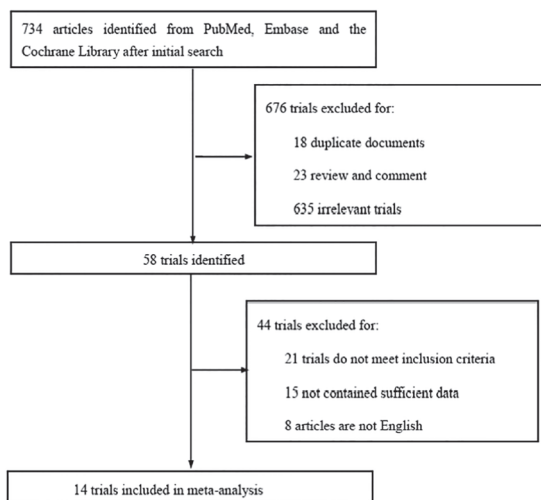 734 articles identified from PubMed, Embase and the
Cochrane Library after initial search
676 trials excluded for:
18 duplicate documents
23 review and comment
635 irrelevant trials
58 trials identified
44 trials excluded for:
21 trials do not meet inclusion criteria
15 not contained sufficient data
8 articles are not English
14 trials included in meta-analysis